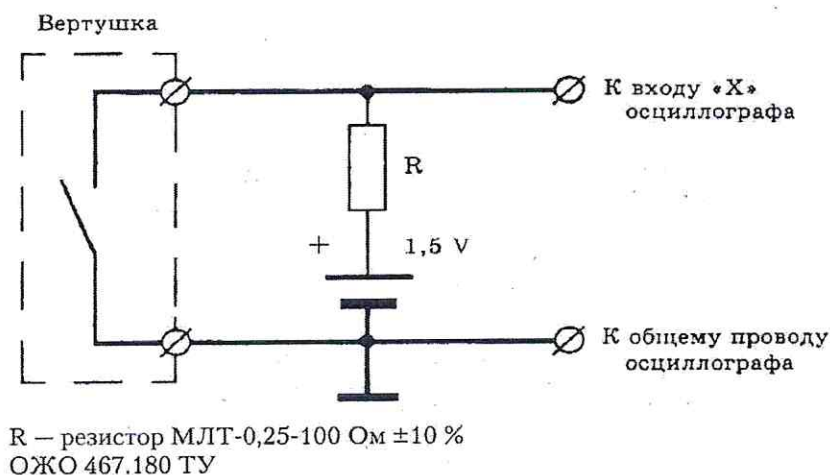 Вертушка
К входу «X»
осциллографа
R
+ 1,5 V
К общему проводу
осциллографа
R — резистор МЛТ-0,25-100 Ом ±10 %
ОЖО 467.180 ТУ